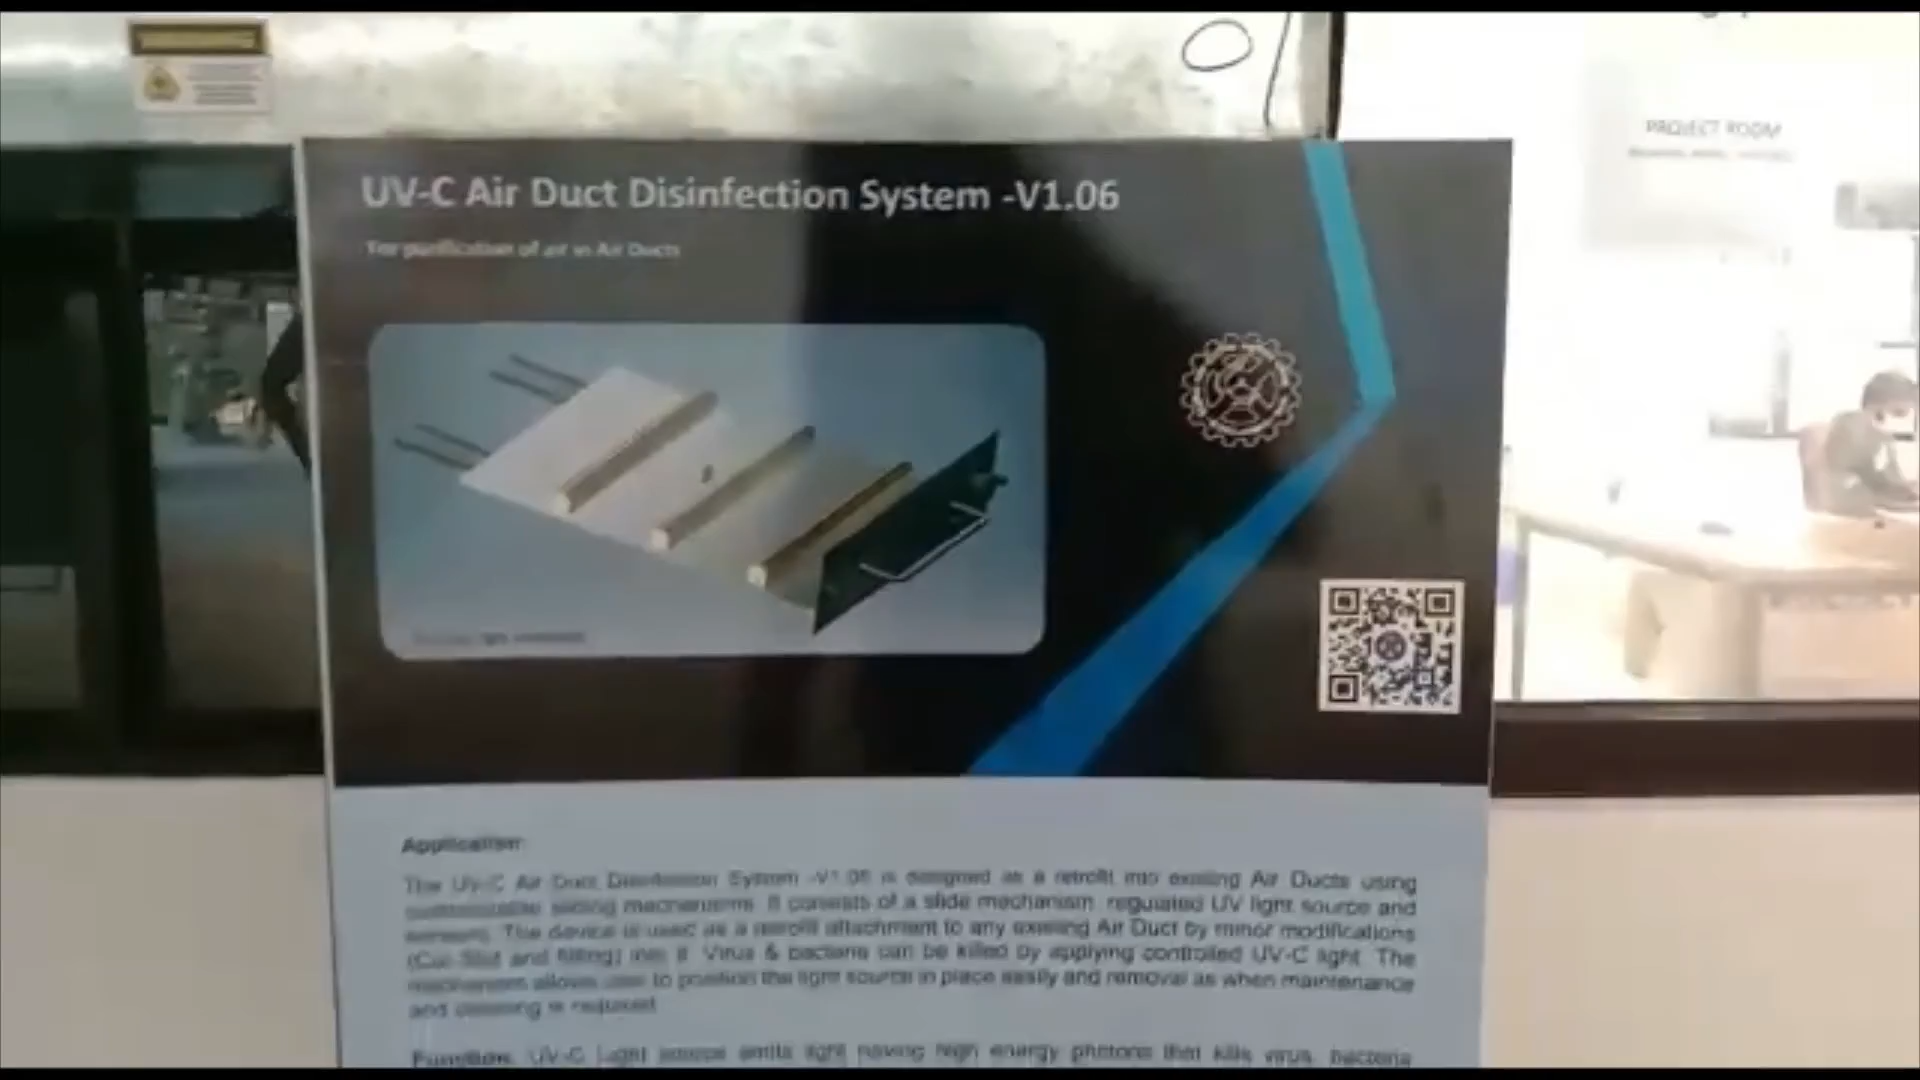 PROJECT ROOM
UV-C Air Duct Disinfection System -V1.06
For purification of air in Air Ducts
Application:
The UV-C Air Duct Disinfection System -V1.06 is designed as a retrofit into existing Air Ducts using
customizable sliding mechanisms. It consists of a slide mechanism, regulated UV light source and
sensors. The device is used as a retrofit attachment to any existing Air Duct by minor modifications
(Cut-Slot and fitting) into it. Virus & bacteria can be killed by applying controlled UV-C light. The
mechanism allows user to position the light source in place easily and removal as when maintenance
and cleaning is required.
Function: UV-C Light source emits light having high energy photons that kills virus, bacteria